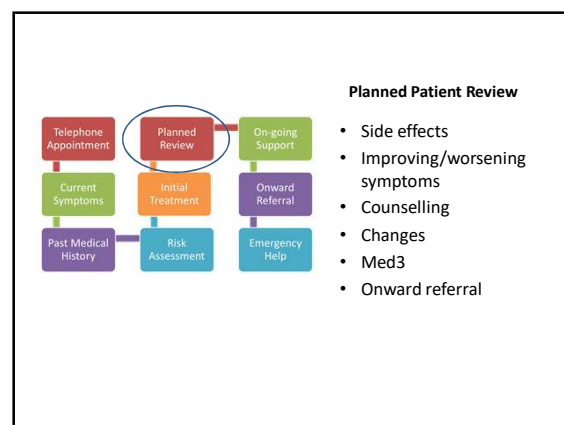 Telephone
Appointment
Planned
Review
On-going
Support
Current
Symptoms
Initial
Treatment
Onward
Referral
Past Medical
History
Risk
Assessment
Emergency
Help
Planned Patient Review
• Side effects
• Improving/worsening
symptoms
• Counselling
• Changes
• Med3
• Onward referral